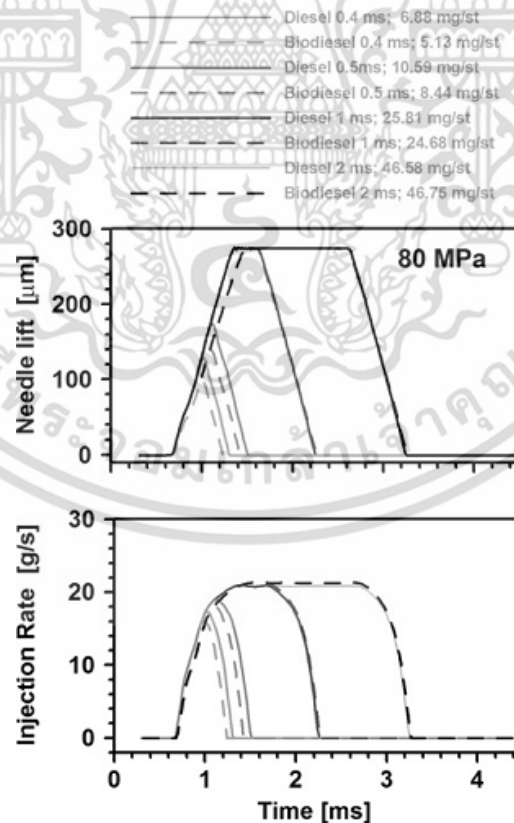 Diesel 0.4 ms; 6.88 mg/st
Biodiesel 0.4 ms; 5.13 mg/st
Diesel 0.5ms; 10.59 mg/st
Biodiesel 0.5 ms; 8.44 mg/st
Diesel 1 ms; 25.81 mg/st
Biodiesel 1 ms; 24.68 mg/st
Diesel 2 ms; 46.58 mg/st
Biodiesel 2 ms; 46.75 mg/st
300
200
100
0
Needle lift [μm]
80 MPa
30
20
10
0
Injection Rate [g/s]
0 1 2 3 4
Time [ms]